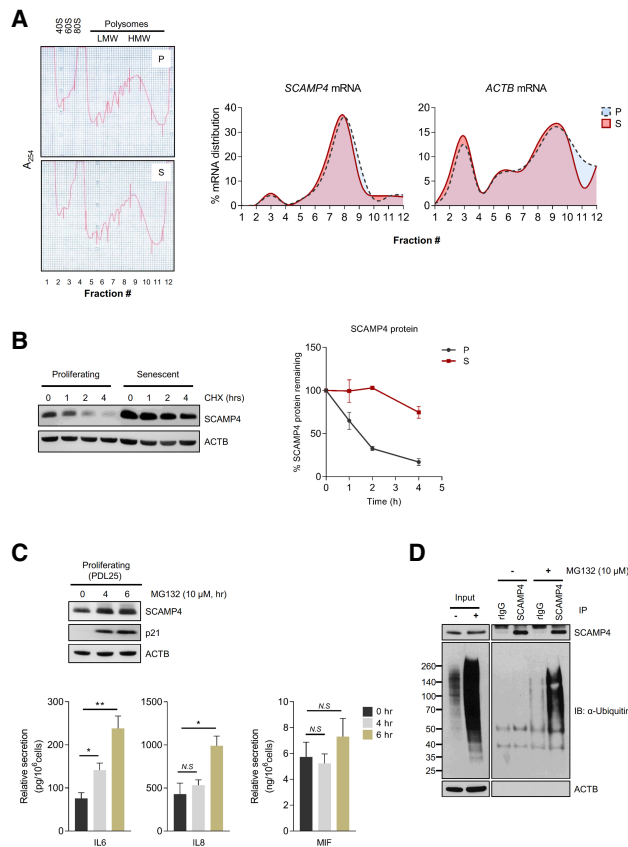 A
40S
60S
80S
Polysomes
LMW HMW
P
S
A254
1 2 3 4 5 6 7 8 9 10 11 12
Fraction #
SCAMP4 mRNA
% mRNA distribution
40
30
20
10
0
1 2 3 4 5 6 7 8 9 10 11 12
ACTB mRNA
20
15
10
5
0
1 2 3 4 5 6 7 8 9 10 11 12
P
S
Fraction #
B
Proliferating Senescent
0 1 2 4 0 1 2 4 CHX (hrs)
SCAMP4
ACTB
SCAMP4 protein
% SCAMP4 protein remaining
150
100
50
0
0 1 2 3 4 5
Time (h)
P
S
C
Proliferating
(PDL25)
0 4 6 MG132 (10 µM, hr)
SCAMP4
p21
ACTB
Relative secretion
(pg/10⁶cells)
300
200
100
0
*
**
IL6
Relative secretion
(pg/10⁶cells)
1500
1000
500
0
N.S
*
IL8
Relative secretion
(ng/10⁶cells)
10
8
6
4
2
0
N.S
N.S
MIF
0 hr
4 hr
6 hr
D
- + MG132 (10 µM)
Input
- +
rIgG
SCAMP4
rIgG
SCAMP4
IP
SCAMP4
260
140
100
70
50
40
35
25
IB: α-Ubiquitin
ACTB